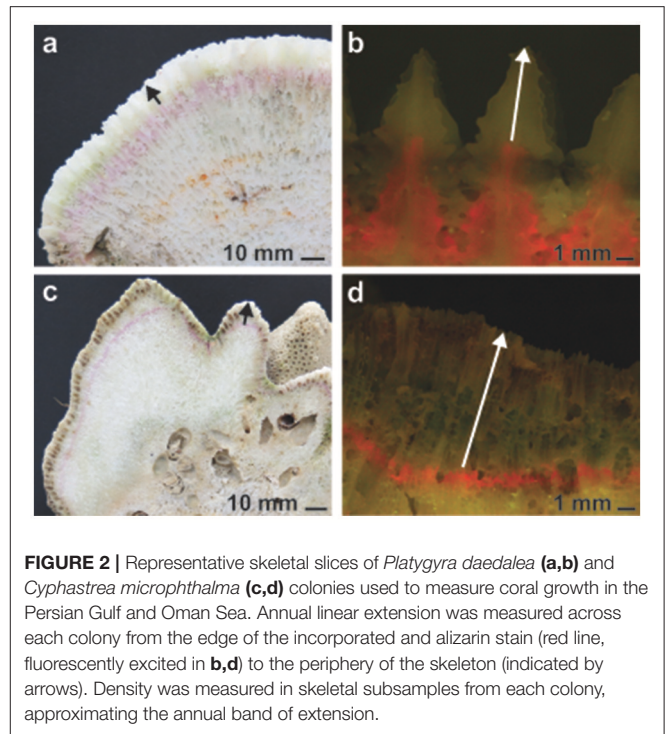 a
b
10 mm
1 mm
c
d
10 mm
1 mm
FIGURE 2 | Representative skeletal slices of Platygyra daedalea (a,b) and
Cyphastrea microphthalma (c,d) colonies used to measure coral growth in the
Persian Gulf and Oman Sea. Annual linear extension was measured across
each colony from the edge of the incorporated and alizarin stain (red line,
fluorescently excited in b,d) to the periphery of the skeleton (indicated by
arrows). Density was measured in skeletal subsamples from each colony,
approximating the annual band of extension.